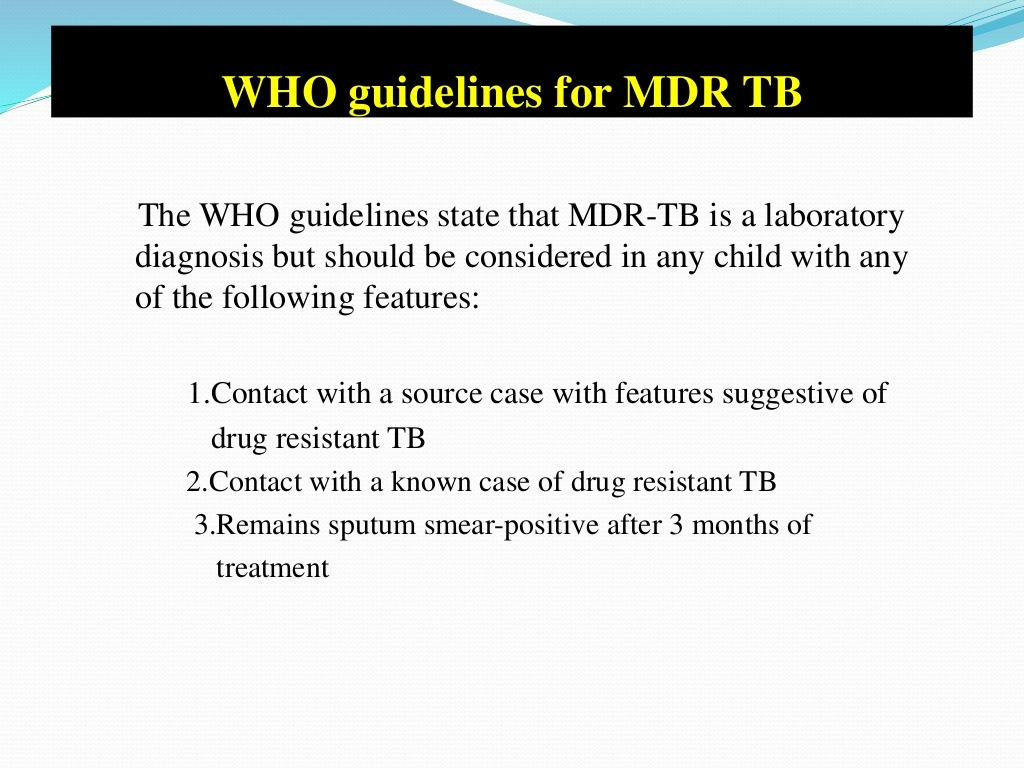 WHO guidelines for MDR TB
The WHO guidelines state that MDR-TB is a laboratory
diagnosis but should be considered in any child with any
of the following features:
1.Contact with a source case with features suggestive of
drug resistant TB
2.Contact with a known case of drug resistant TB
3.Remains sputum smear-positive after 3 months of
treatment